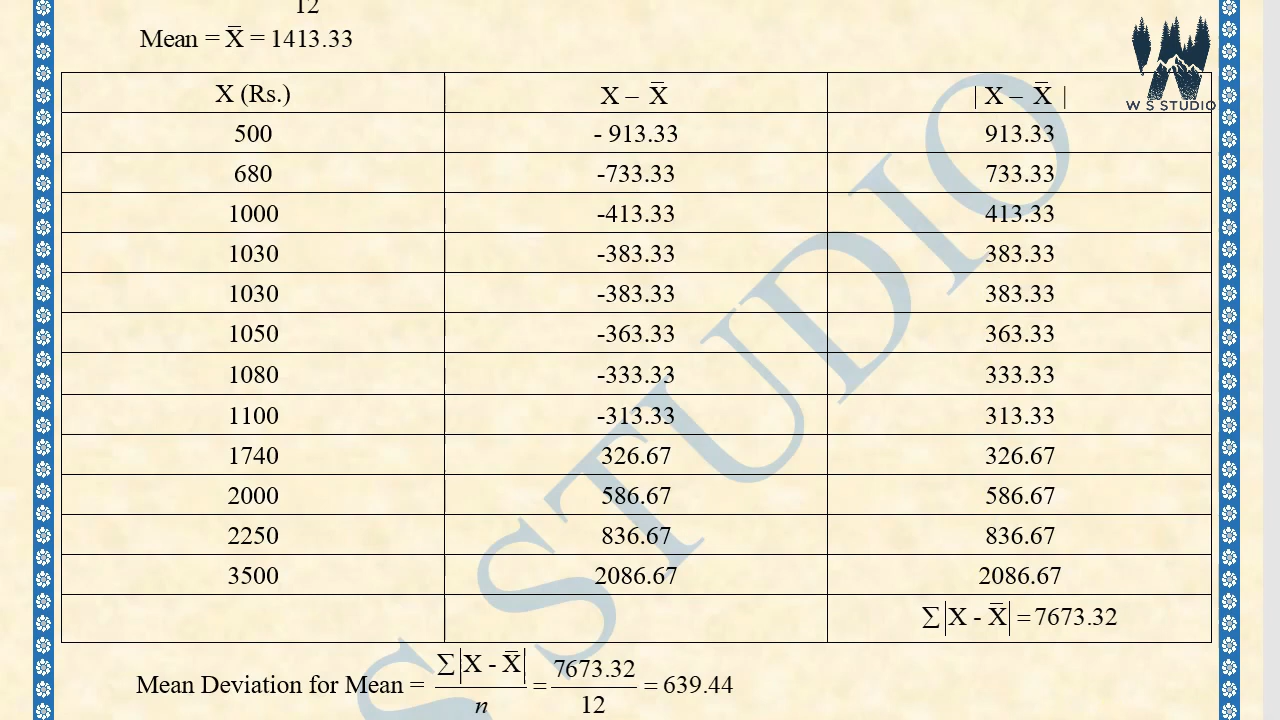 12
Mean = X̅ = 1413.33
W S STUDIO
X (Rs.) X – X̅ | X – X̅ |
500 - 913.33 913.33
680 -733.33 733.33
1000 -413.33 413.33
1030 -383.33 383.33
1030 -383.33 383.33
1050 -363.33 363.33
1080 -333.33 333.33
1100 -313.33 313.33
1740 326.67 326.67
2000 586.67 586.67
2250 836.67 836.67
3500 2086.67 2086.67
∑|X - X̅| = 7673.32
Mean Deviation for Mean = ∑|X - X̅| / n = 7673.32 / 12 = 639.44
S STUDIO